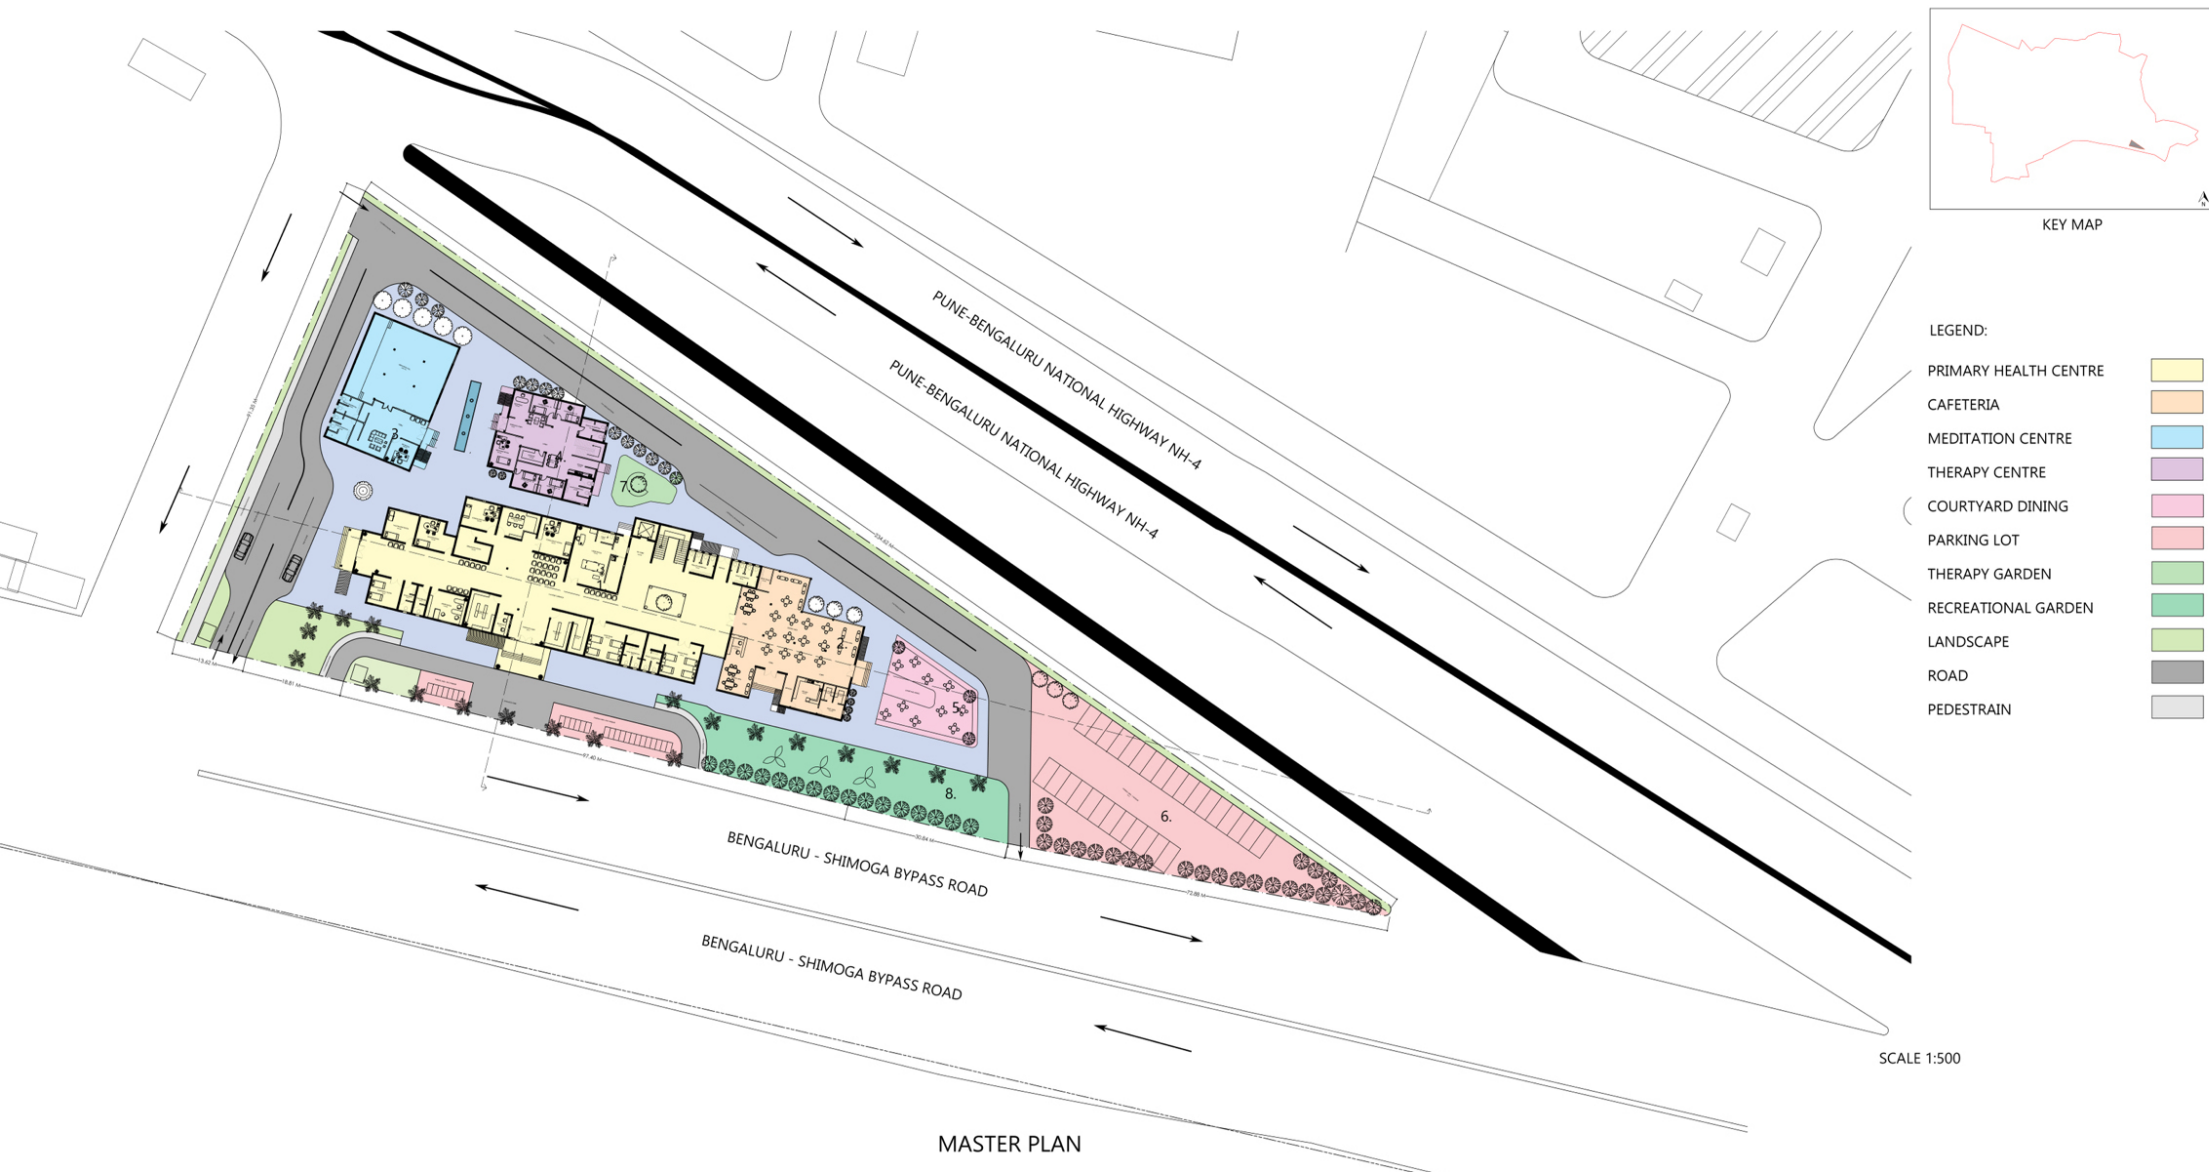 KEY MAP
N
LEGEND:
PRIMARY HEALTH CENTRE
CAFETERIA
MEDITATION CENTRE
THERAPY CENTRE
COURTYARD DINING
PARKING LOT
THERAPY GARDEN
RECREATIONAL GARDEN
LANDSCAPE
ROAD
PEDESTRAIN
PUNE-BENGALURU NATIONAL HIGHWAY NH-4
PUNE-BENGALURU NATIONAL HIGHWAY NH-4
3
7.
2.
5.
6.
8.
BENGALURU - SHIMOGA BYPASS ROAD
BENGALURU - SHIMOGA BYPASS ROAD
SCALE 1:500
MASTER PLAN